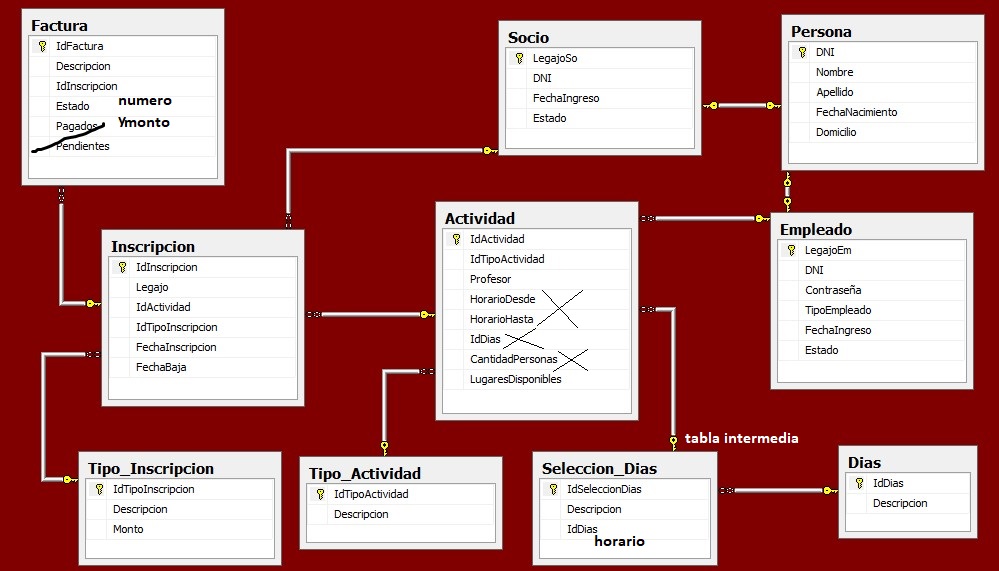 Factura
IdFactura
Descripcion
IdInscripcion
Estado
numero
Pagados
Ymonto
Pendientes
Socio
LegajoSo
DNI
FechaIngreso
Estado
Persona
DNI
Nombre
Apellido
FechaNacimiento
Domicilio
Inscripcion
IdInscripcion
Legajo
IdActividad
IdTipoInscripcion
FechaInscripcion
FechaBaja
Actividad
IdActividad
IdTipoActividad
Profesor
HorarioDesde
HorarioHasta
IdDias
CantidadPersonas
LugaresDisponibles
Empleado
LegajoEm
DNI
Contraseña
TipoEmpleado
FechaIngreso
Estado
Tipo_Inscripcion
IdTipoInscripcion
Descripcion
Monto
Tipo_Actividad
IdTipoActividad
Descripcion
tabla intermedia
Seleccion_Dias
IdSeleccionDias
Descripcion
IdDias
horario
Dias
IdDias
Descripcion